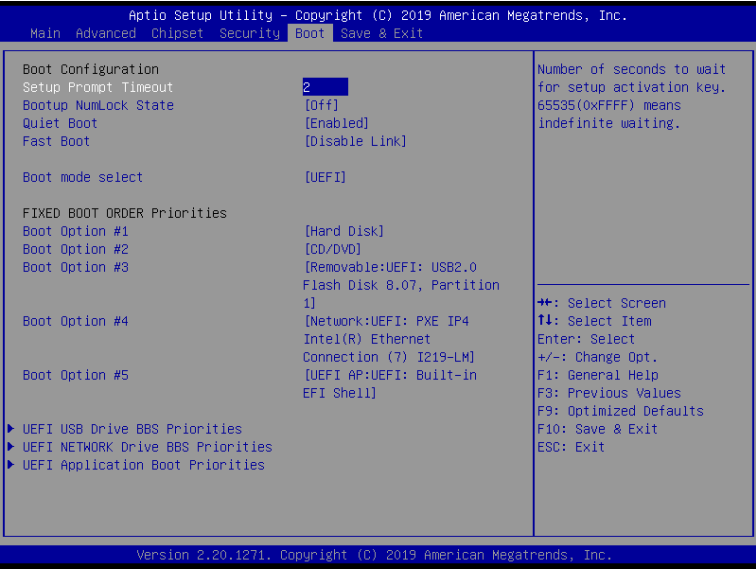 Aptio Setup Utility – Copyright (C) 2019 American Megatrends, Inc.
Main Advanced Chipset Security Boot Save & Exit
Boot Configuration
Setup Prompt Timeout 2
Bootup NumLock State [Off]
Quiet Boot [Enabled]
Fast Boot [Disable Link]
Boot mode select [UEFI]
FIXED BOOT ORDER Priorities
Boot Option #1 [Hard Disk]
Boot Option #2 [CD/DVD]
Boot Option #3 [Removable:UEFI: USB2.0
Flash Disk 8.07, Partition
1]
Boot Option #4 [Network:UEFI: PXE IP4
Intel(R) Ethernet
Connection (7) I219-LM]
Boot Option #5 [UEFI AP:UEFI: Built-in
EFI Shell]
UEFI USB Drive BBS Priorities
UEFI NETWORK Drive BBS Priorities
UEFI Application Boot Priorities
Number of seconds to wait
for setup activation key.
65535(0xFFFF) means
indefinite waiting.
→←: Select Screen
↑↓: Select Item
Enter: Select
+/-: Change Opt.
F1: General Help
F3: Previous Values
F9: Optimized Defaults
F10: Save & Exit
ESC: Exit
Version 2.20.1271. Copyright (C) 2019 American Megatrends, Inc.